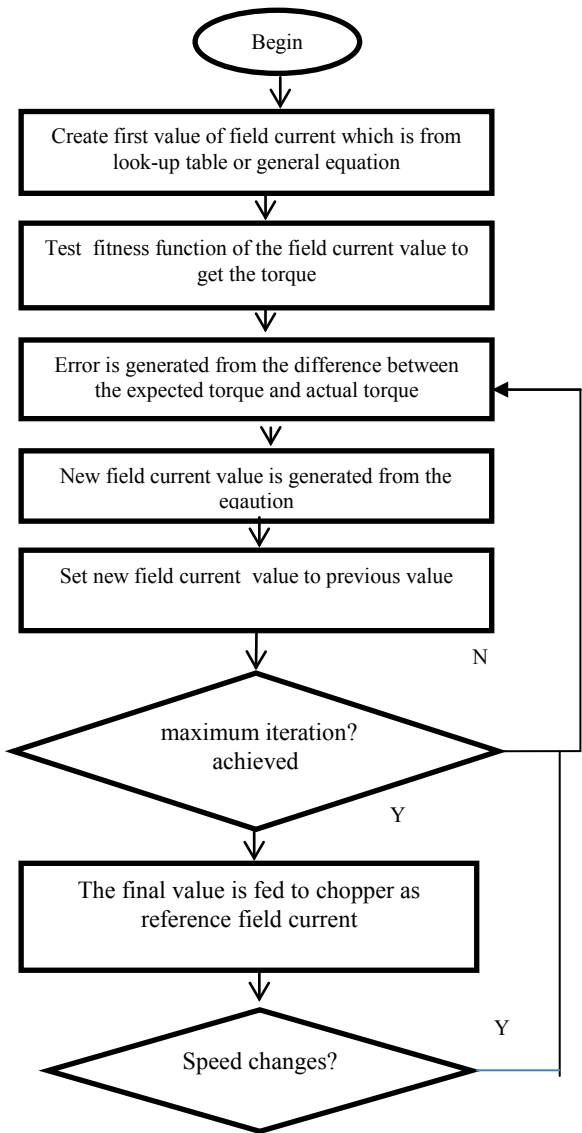 Begin
Create first value of field current which is from
look-up table or general equation
Test fitness function of the field current value to
get the torque
Error is generated from the difference between
the expected torque and actual torque
New field current value is generated from the
eqaution
Set new field current value to previous value
N
maximum iteration?
achieved
Y
The final value is fed to chopper as
reference field current
Y
Speed changes?